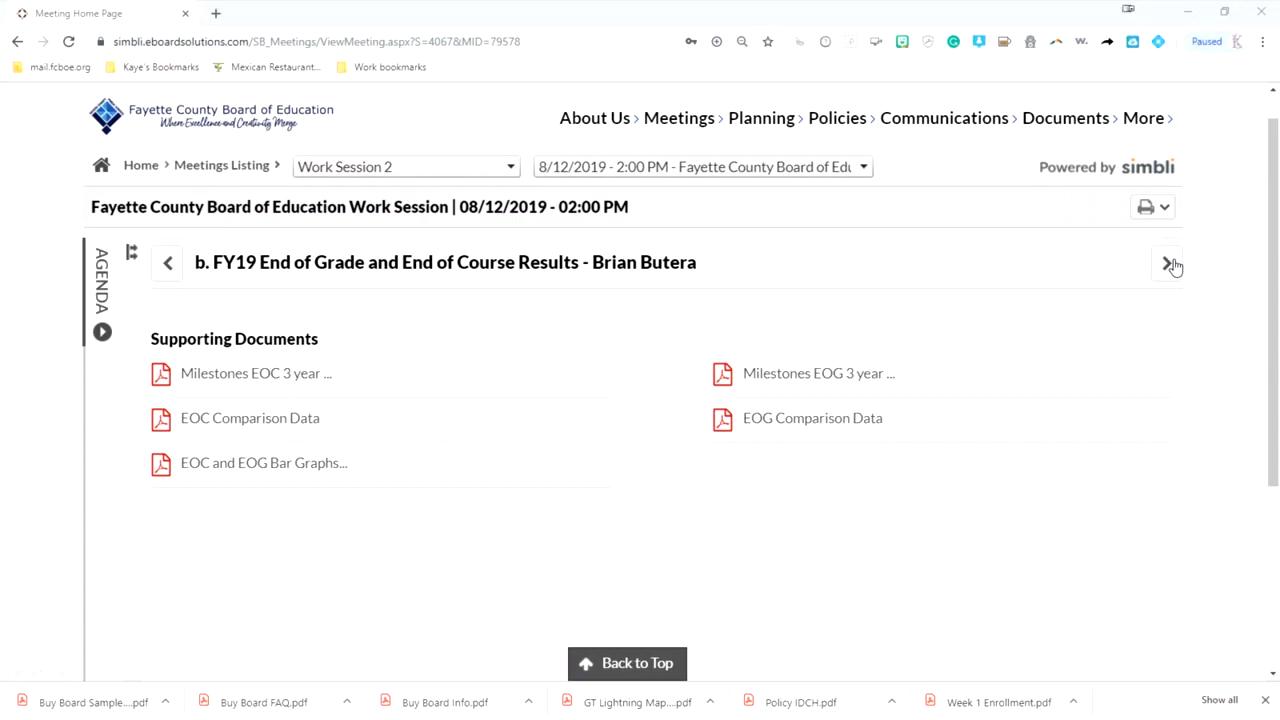 Meeting Home Page
simbli.eboardsolutions.com/SB_Meetings/ViewMeeting.aspx?S=4067&MID=79578
Paused
mail.fcboe.org Kaye's Bookmarks Mexican Restaurant... Work bookmarks
Fayette County Board of Education
Where Excellence and Creativity Merge
About Us Meetings Planning Policies Communications Documents More
Home Meetings Listing Work Session 2 8/12/2019 - 2:00 PM - Fayette County Board of Edu
Powered by simbli
Fayette County Board of Education Work Session | 08/12/2019 - 02:00 PM
AGENDA
b. FY19 End of Grade and End of Course Results - Brian Butera
Supporting Documents
Milestones EOC 3 year ... Milestones EOG 3 year ...
EOC Comparison Data EOG Comparison Data
EOC and EOG Bar Graphs...
Back to Top
Buy Board Sample....pdf Buy Board FAQ.pdf Buy Board Info.pdf GT Lightning Map....pdf Policy IDCH.pdf Week 1 Enrollment.pdf Show all